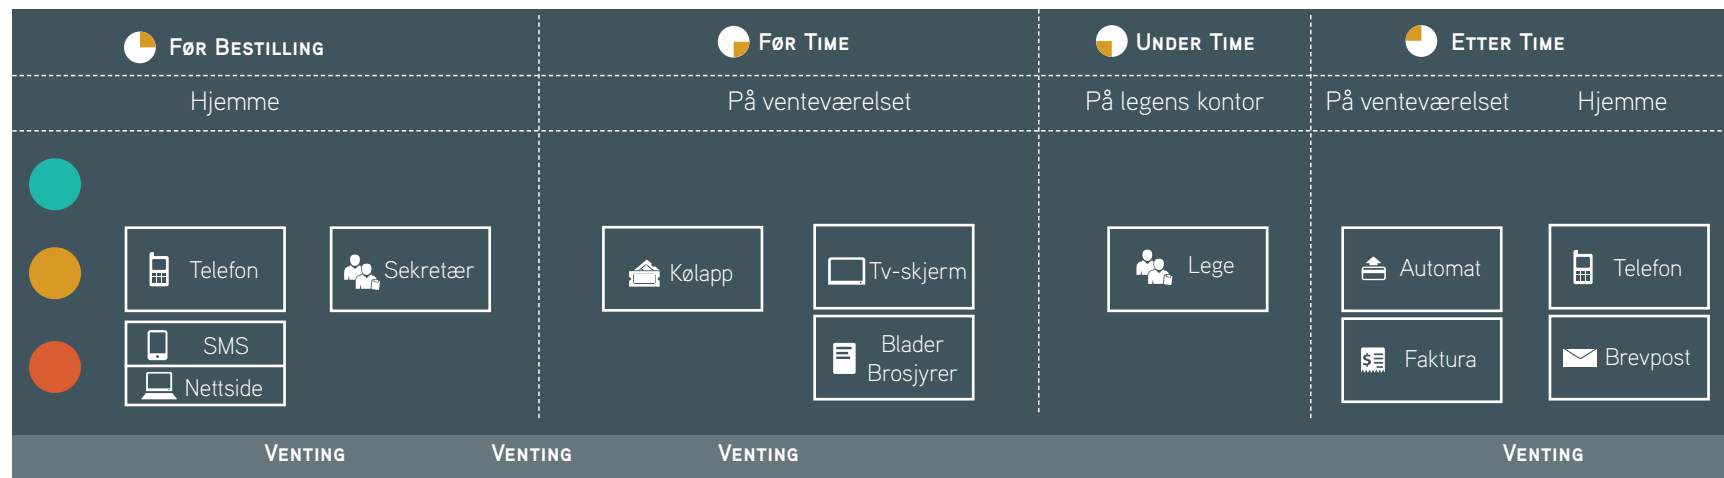 Før Bestilling
Før Time
Under Time
Etter Time
Hjemme
På venteværelset
På legens kontor
På venteværelset
Hjemme
Telefon
Sekretær
Kølapp
Tv-skjerm
Lege
Automat
Telefon
SMS
Nettside
Blader
Brosjyrer
$
Faktura
Brevpost
Venting
Venting
Venting
Venting